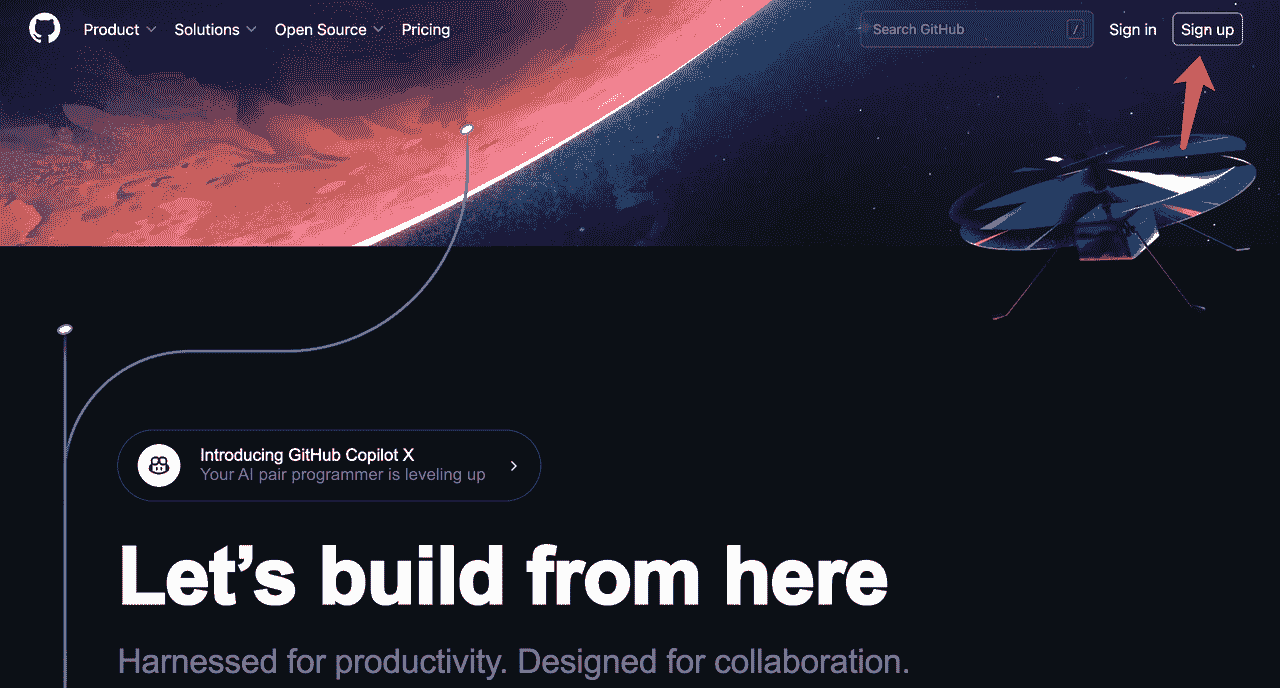 Product Solutions Open Source Pricing Search GitHub / Sign in Sign up
Introducing GitHub Copilot X
Your AI pair programmer is leveling up
Let’s build from here
Harnessed for productivity. Designed for collaboration.